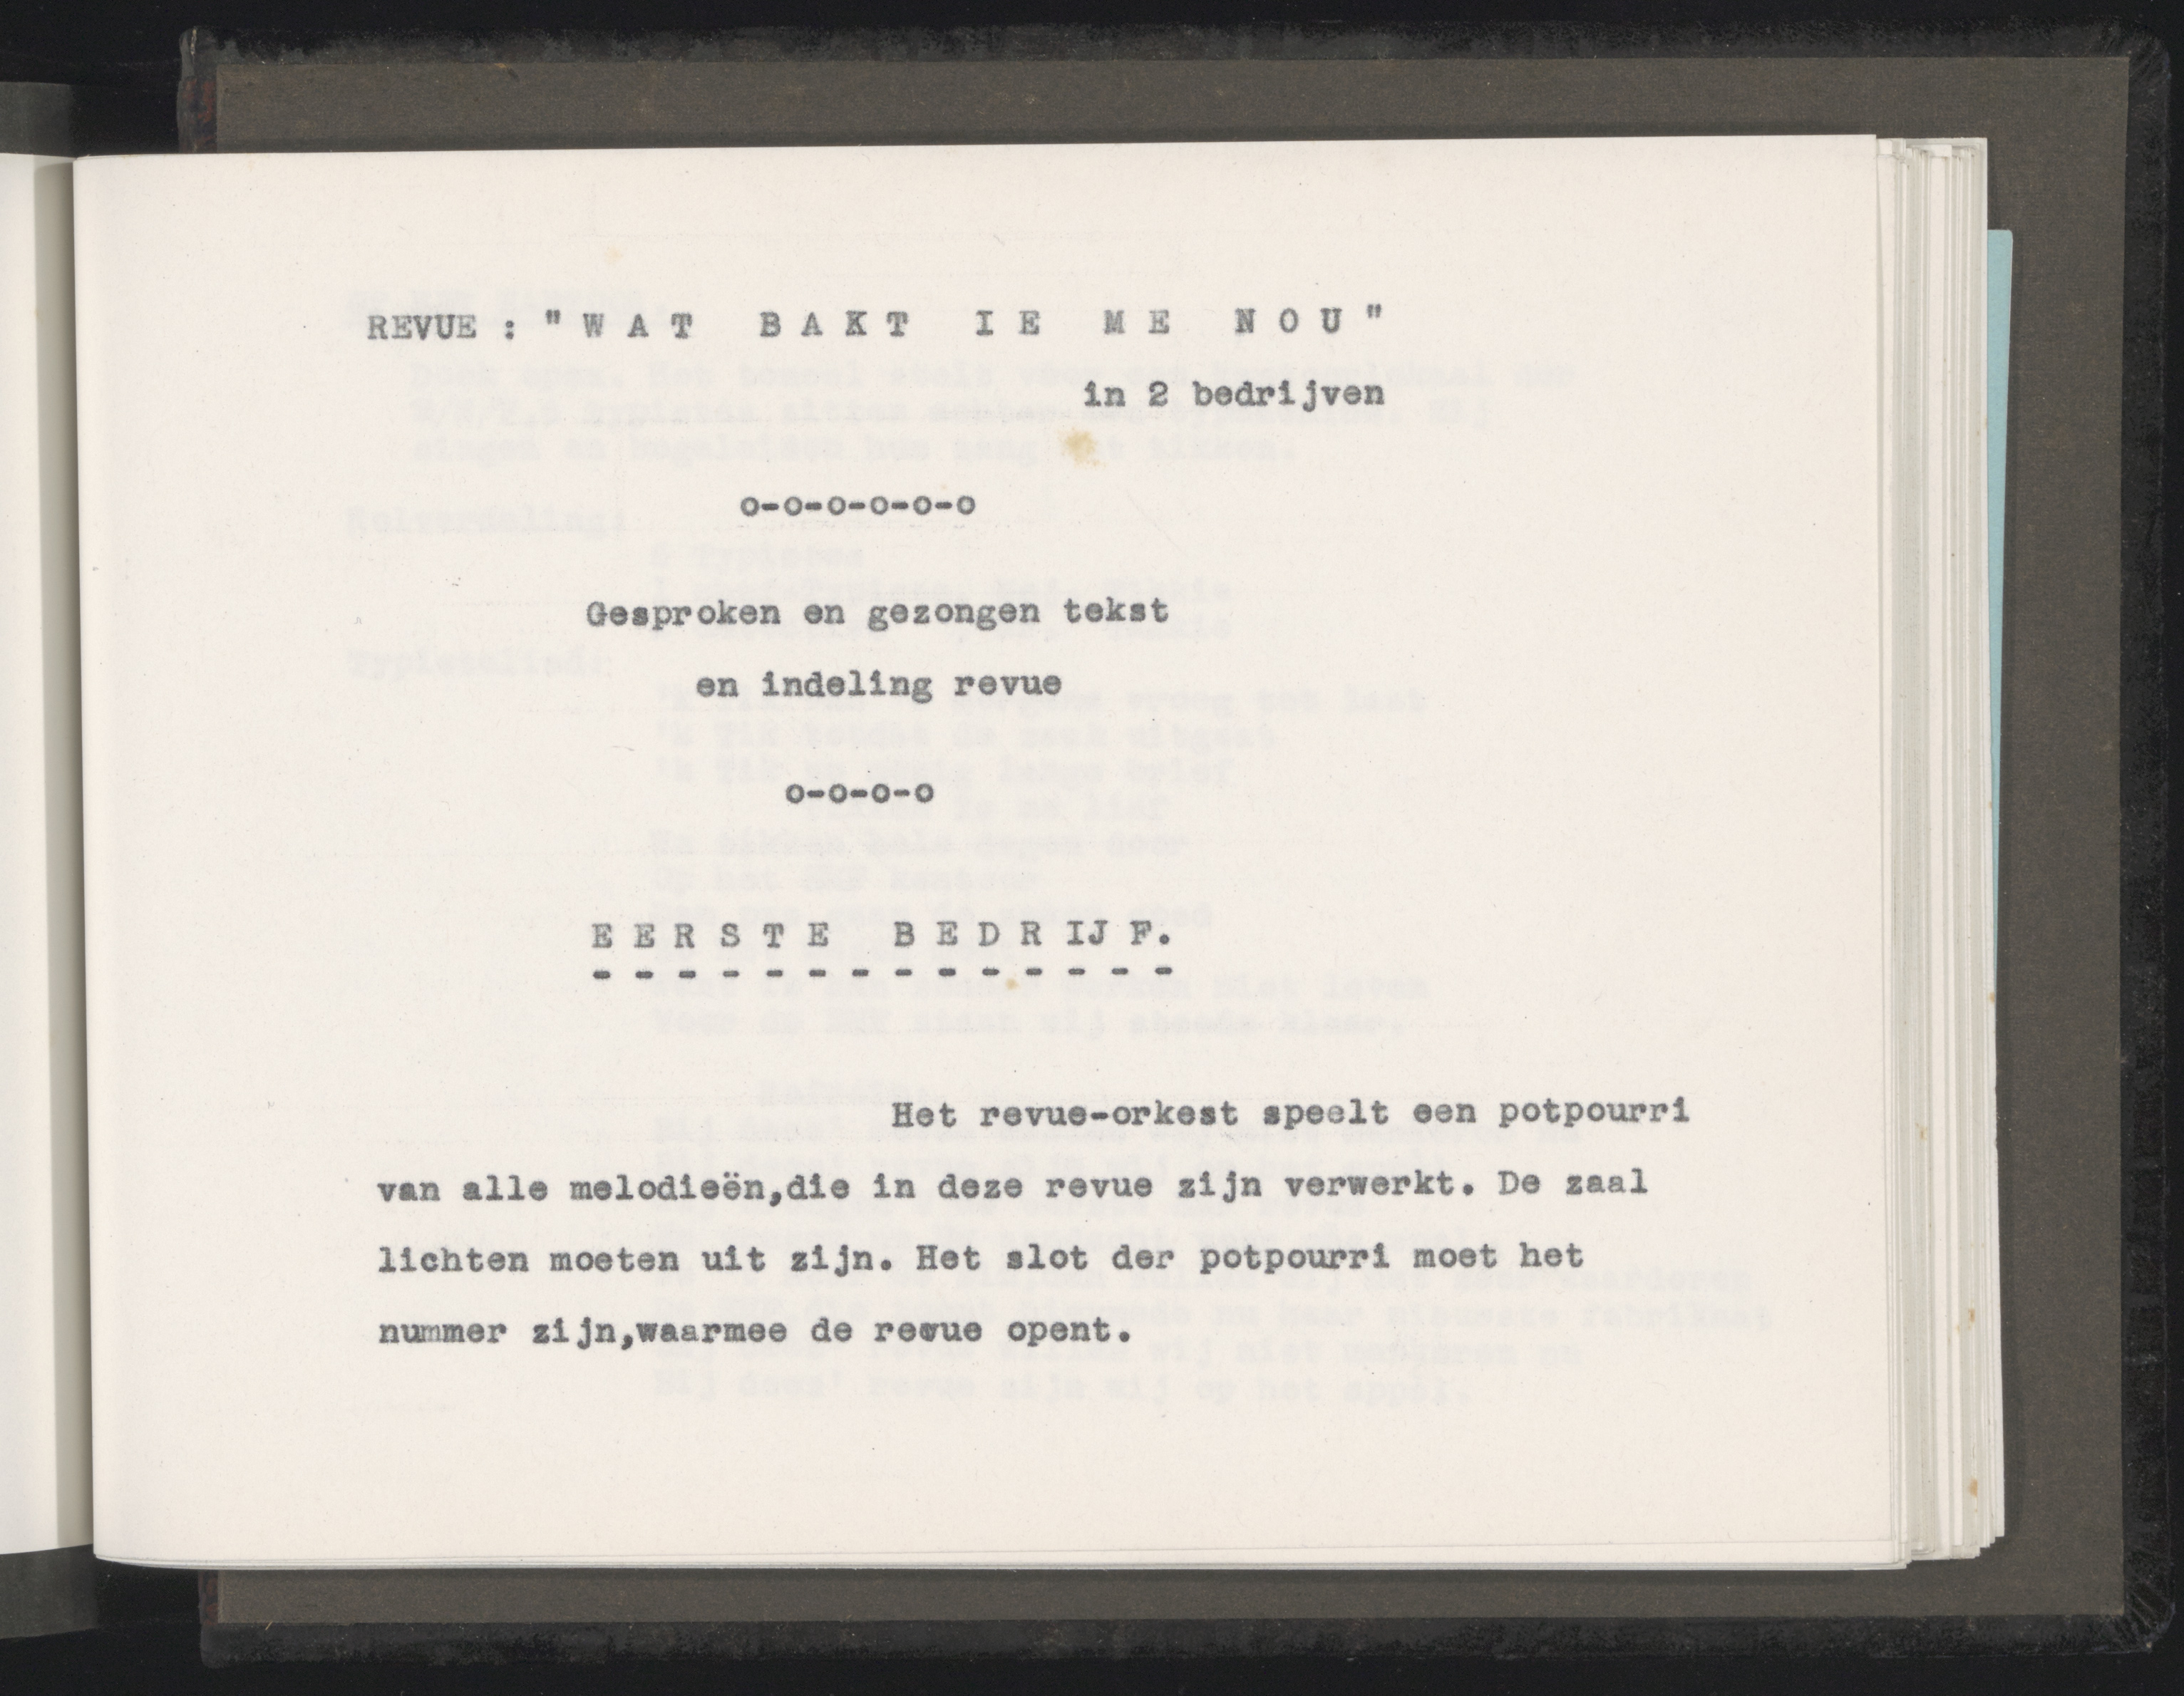 REVUE : " W A T  B A K T  I E  M E  N O U "
in 2 bedrijven
o-o-o-o-o-o
Gesproken en gezongen tekst
en indeling revue
o-o-o-o
E E R S T E  B E D R IJ F.
- - - - - - - - - - - - - -
Het revue-orkest speelt een potpourri
van alle melodieën,die in deze revue zijn verwerkt. De zaal
lichten moeten uit zijn. Het slot der potpourri moet het
nummer zijn,waarmee de revue opent.